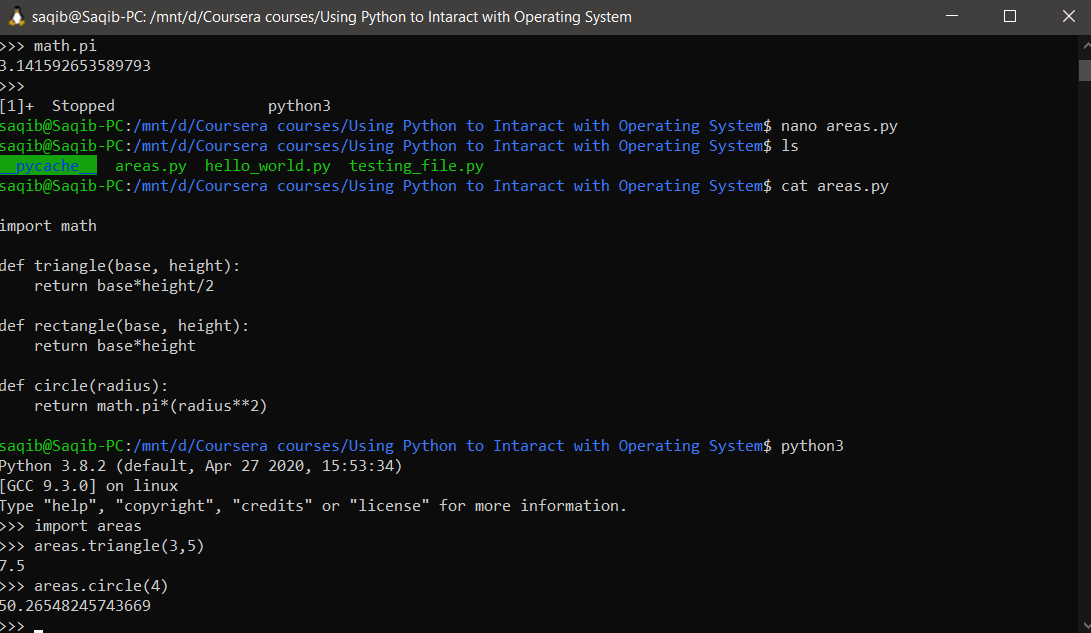 saqib@Saqib-PC: /mnt/d/Coursera courses/Using Python to Intaract with Operating System
>>> math.pi
3.141592653589793
>>>
[1]+  Stopped                 python3
saqib@Saqib-PC:/mnt/d/Coursera courses/Using Python to Intaract with Operating System$ nano areas.py
saqib@Saqib-PC:/mnt/d/Coursera courses/Using Python to Intaract with Operating System$ ls
__pycache__  areas.py  hello_world.py  testing_file.py
saqib@Saqib-PC:/mnt/d/Coursera courses/Using Python to Intaract with Operating System$ cat areas.py
import math
def triangle(base, height):
    return base*height/2
def rectangle(base, height):
    return base*height
def circle(radius):
    return math.pi*(radius**2)
saqib@Saqib-PC:/mnt/d/Coursera courses/Using Python to Intaract with Operating System$ python3
Python 3.8.2 (default, Apr 27 2020, 15:53:34)
[GCC 9.3.0] on linux
Type "help", "copyright", "credits" or "license" for more information.
>>> import areas
>>> areas.triangle(3,5)
7.5
>>> areas.circle(4)
50.26548245743669
>>>